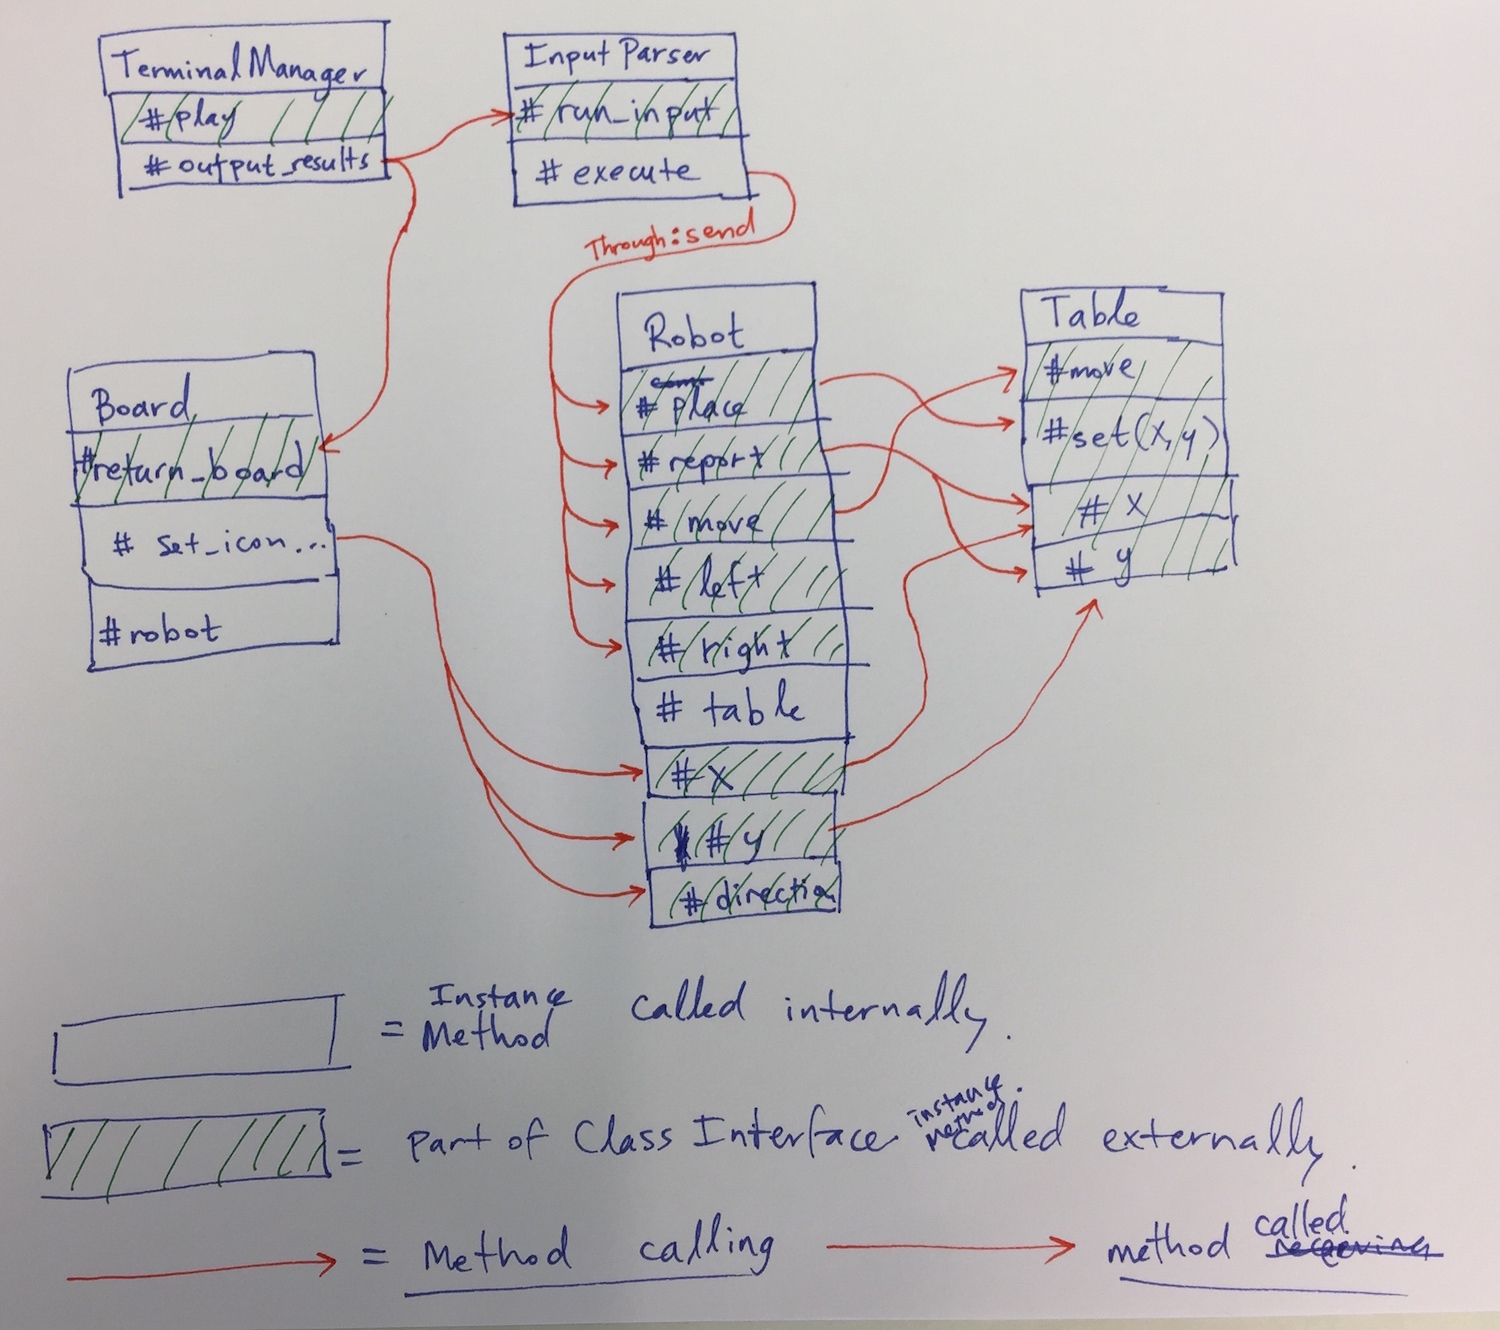 TerminalManager
#play
#output_results
Input Parser
# run_input
# execute
Through:send
Board
#return_board
# set_icon...
#robot
Robot
# place
# report
# move
# left
# right
# table
# x
# y
# direction
Table
#move
#set(x,y)
# x
# y
= Instance Method called internally.
= Part of Class Interface instance method called externally.
= Method calling method called